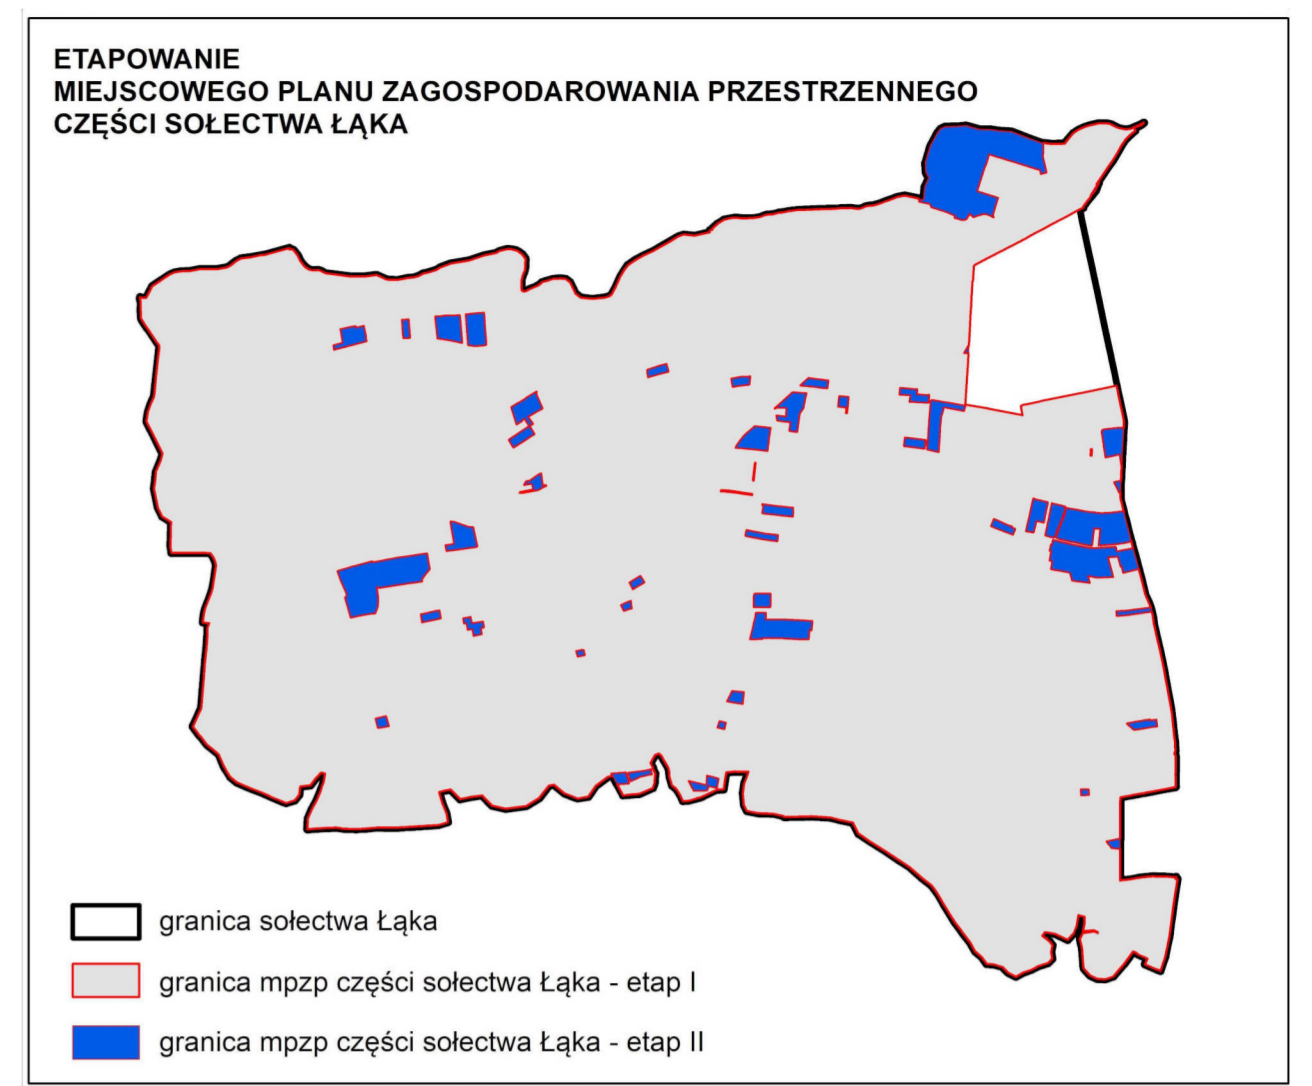 ETAPOWANIE
MIEJSCOWEGO PLANU ZAGOSPODAROWANIA PRZESTRZENNEGO
CZĘŚCI SOŁECTWA ŁĄKA
granica sołectwa Łąka
granica mpzp części sołectwa Łąka - etap I
granica mpzp części sołectwa Łąka - etap II